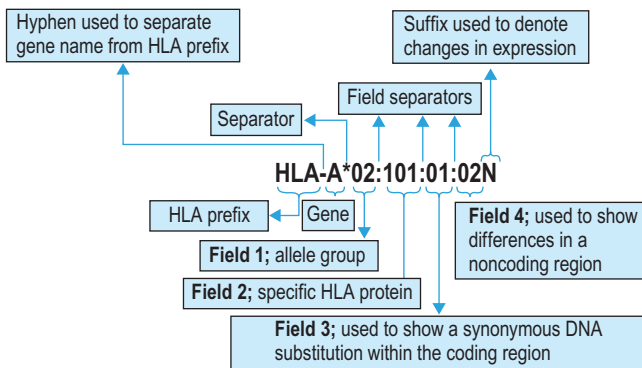 Hyphen used to separate
gene name from HLA prefix
Suffix used to denote
changes in expression
Separator
Field separators
HLA-A*02:101:01:02N
HLA prefix
Gene
Field 1; allele group
Field 2; specific HLA protein
Field 4; used to show
differences in a
noncoding region
Field 3; used to show a synonymous DNA
substitution within the coding region